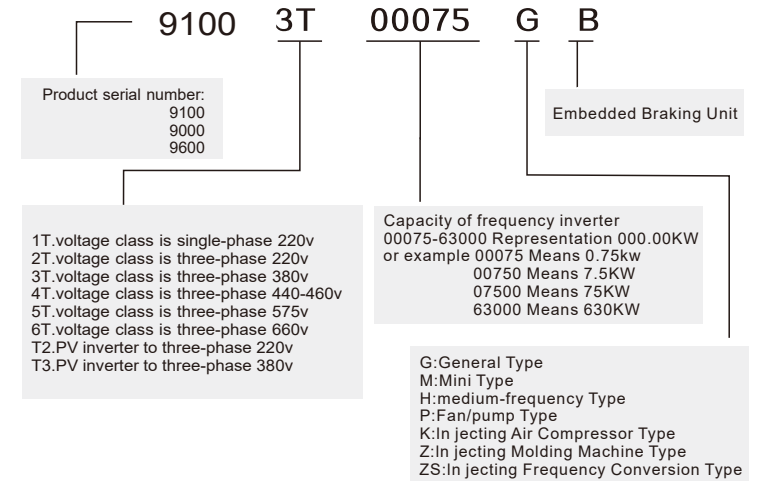 9100 3T 00075 G B
Product serial number:
9100
9000
9600
Embedded Braking Unit
1T.voltage class is single-phase 220v
2T.voltage class is three-phase 220v
3T.voltage class is three-phase 380v
4T.voltage class is three-phase 440-460v
5T.voltage class is three-phase 575v
6T.voltage class is three-phase 660v
T2.PV inverter to three-phase 220v
T3.PV inverter to three-phase 380v
Capacity of frequency inverter
00075-63000 Representation 000.00KW
or example 00075 Means 0.75kw
00750 Means 7.5KW
07500 Means 75KW
63000 Means 630KW
G:General Type
M:Mini Type
H:medium-frequency Type
P:Fan/pump Type
K:In jecting Air Compressor Type
Z:In jecting Molding Machine Type
ZS:In jecting Frequency Conversion Type